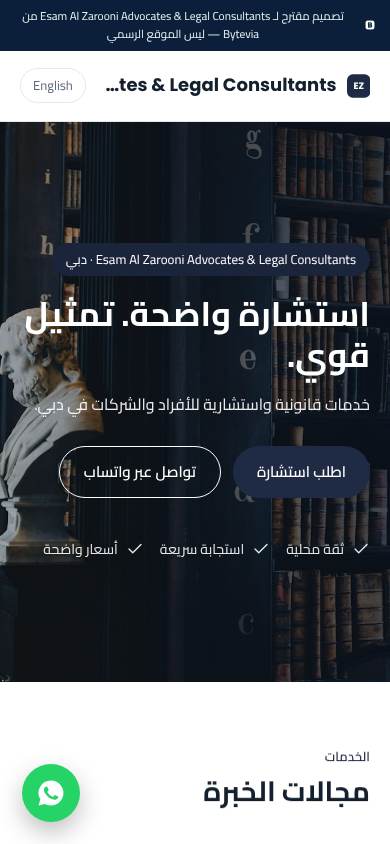 تصميم مقترح لـ Esam Al Zarooni Advocates & Legal Consultants من
Bytevia — ليس الموقع الرسمي
B
EZ
...tes & Legal Consultants
English
k
g
i
f
h
Esam Al Zarooni Advocates & Legal Consultants · دبي
استشارة واضحة. تمثيل
قوي.
e
خدمات قانونية واستشارية للأفراد والشركات في دبي.
اطلب استشارة
تواصل عبر واتساب
d
ثقة محلية
استجابة سريعة
أسعار واضحة
c
الخدمات
مجالات الخبرة